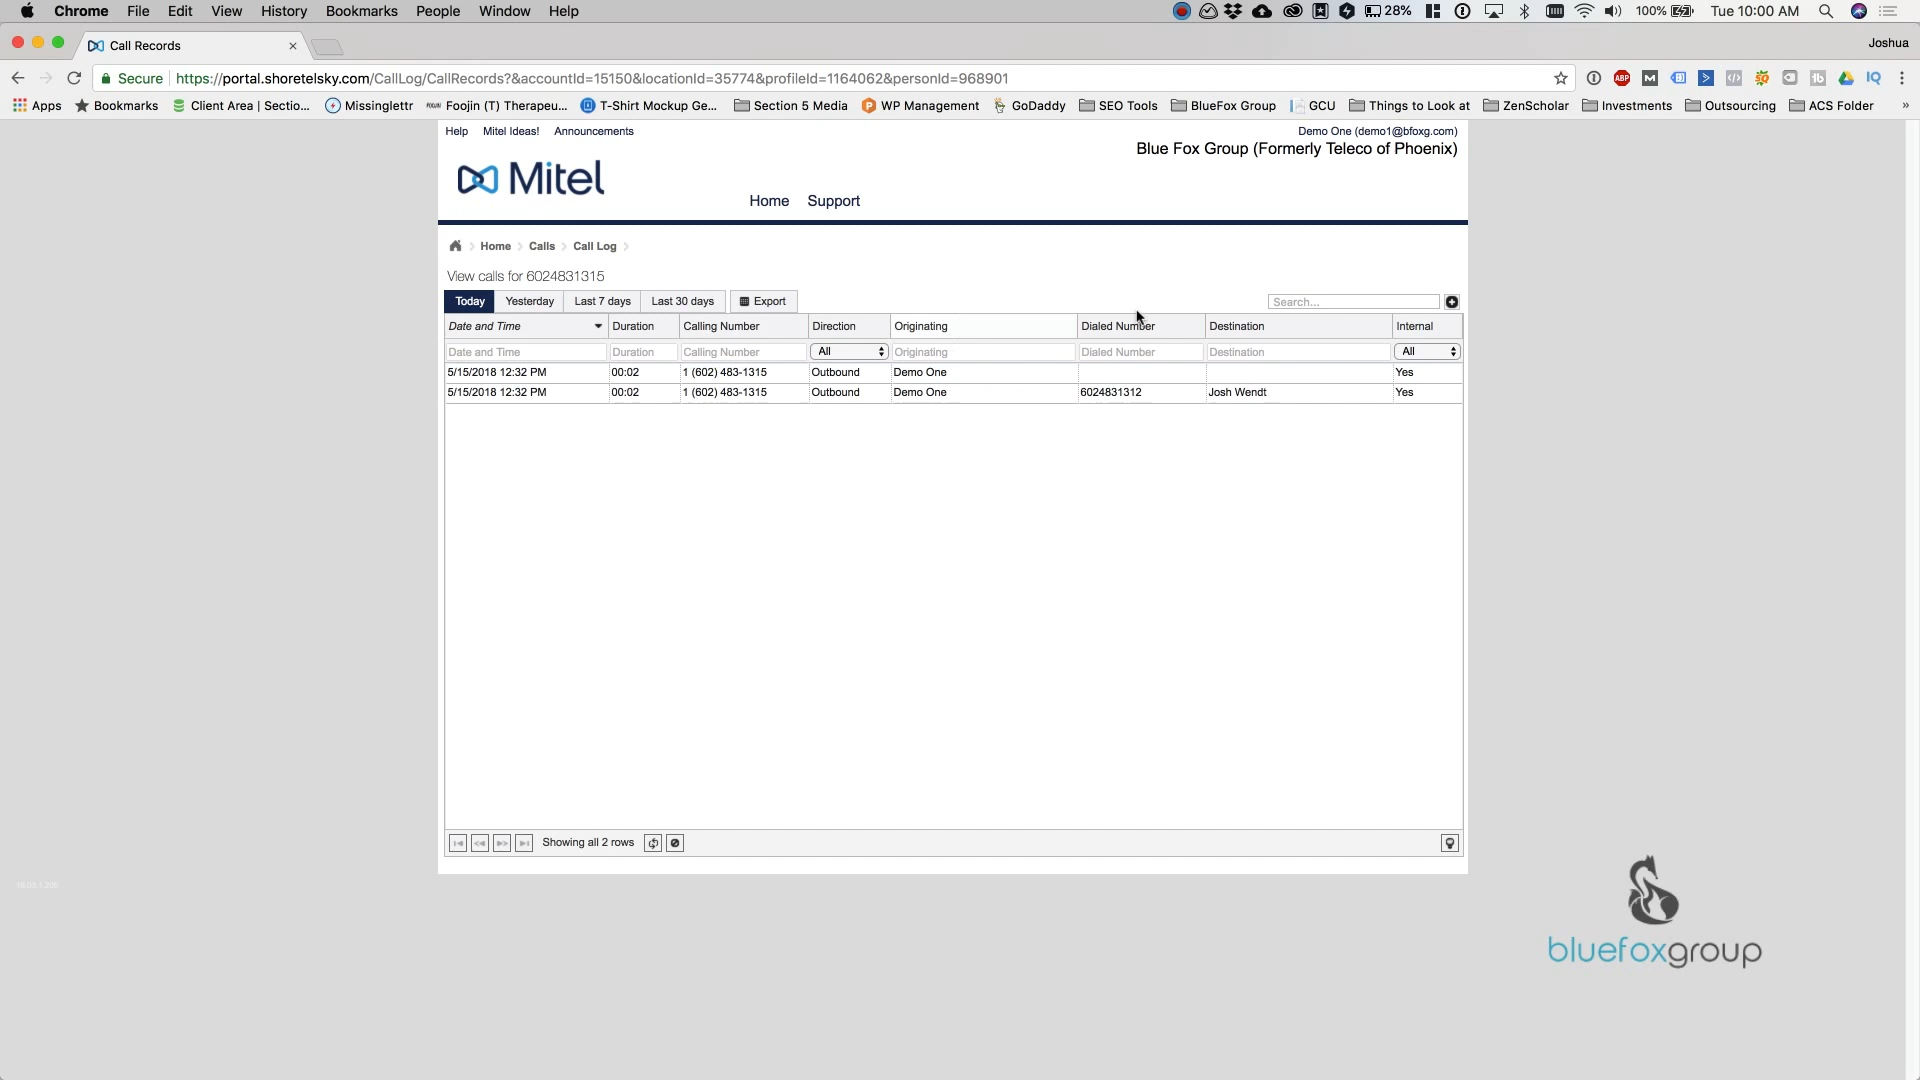 Chrome File Edit View History Bookmarks People Window Help 28% 100% Tue 10:00 AM
Call Records Joshua
Secure https://portal.shoretelsky.com/CallLog/CallRecords?&accountId=15150&locationId=35774&profileId=1164062&personId=968901
Apps Bookmarks Client Area | Sectio... Missinglettr Foojin (T) Therapeu... T-Shirt Mockup Ge... Section 5 Media WP Management GoDaddy SEO Tools BlueFox Group GCU Things to Look at ZenScholar Investments Outsourcing ACS Folder »
Help Mitel Ideas! Announcements Demo One (demo1@bfoxg.com)
Blue Fox Group (Formerly Teleco of Phoenix)
Mitel
Home Support
Home Calls Call Log
View calls for 6024831315
Today Yesterday Last 7 days Last 30 days Export Search...
Date and Time Duration Calling Number Direction Originating Dialed Number Destination Internal
Date and Time Duration Calling Number All Originating Dialed Number Destination All
5/15/2018 12:32 PM 00:02 1 (602) 483-1315 Outbound Demo One Yes
5/15/2018 12:32 PM 00:02 1 (602) 483-1315 Outbound Demo One 6024831312 Josh Wendt Yes
Showing all 2 rows
bluefoxgroup